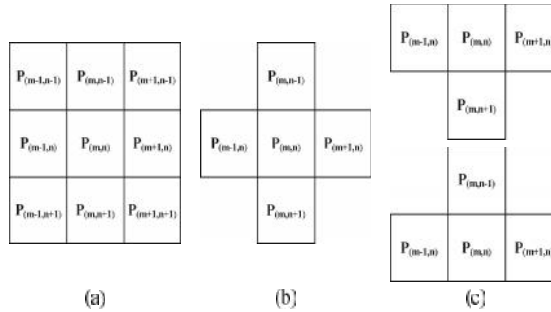 P(m-1,n-1) P(m,n-1) P(m+1,n-1)
P(m-1,n) P(m,n) P(m+1,n)
P(m-1,n+1) P(m,n+1) P(m+1,n+1)
(a)
P(m,n-1)
P(m-1,n) P(m,n) P(m+1,n)
P(m,n+1)
(b)
P(m-1,n) P(m,n) P(m+1,n)
P(m,n+1)
P(m,n-1)
P(m-1,n) P(m,n) P(m+1,n)
(c)